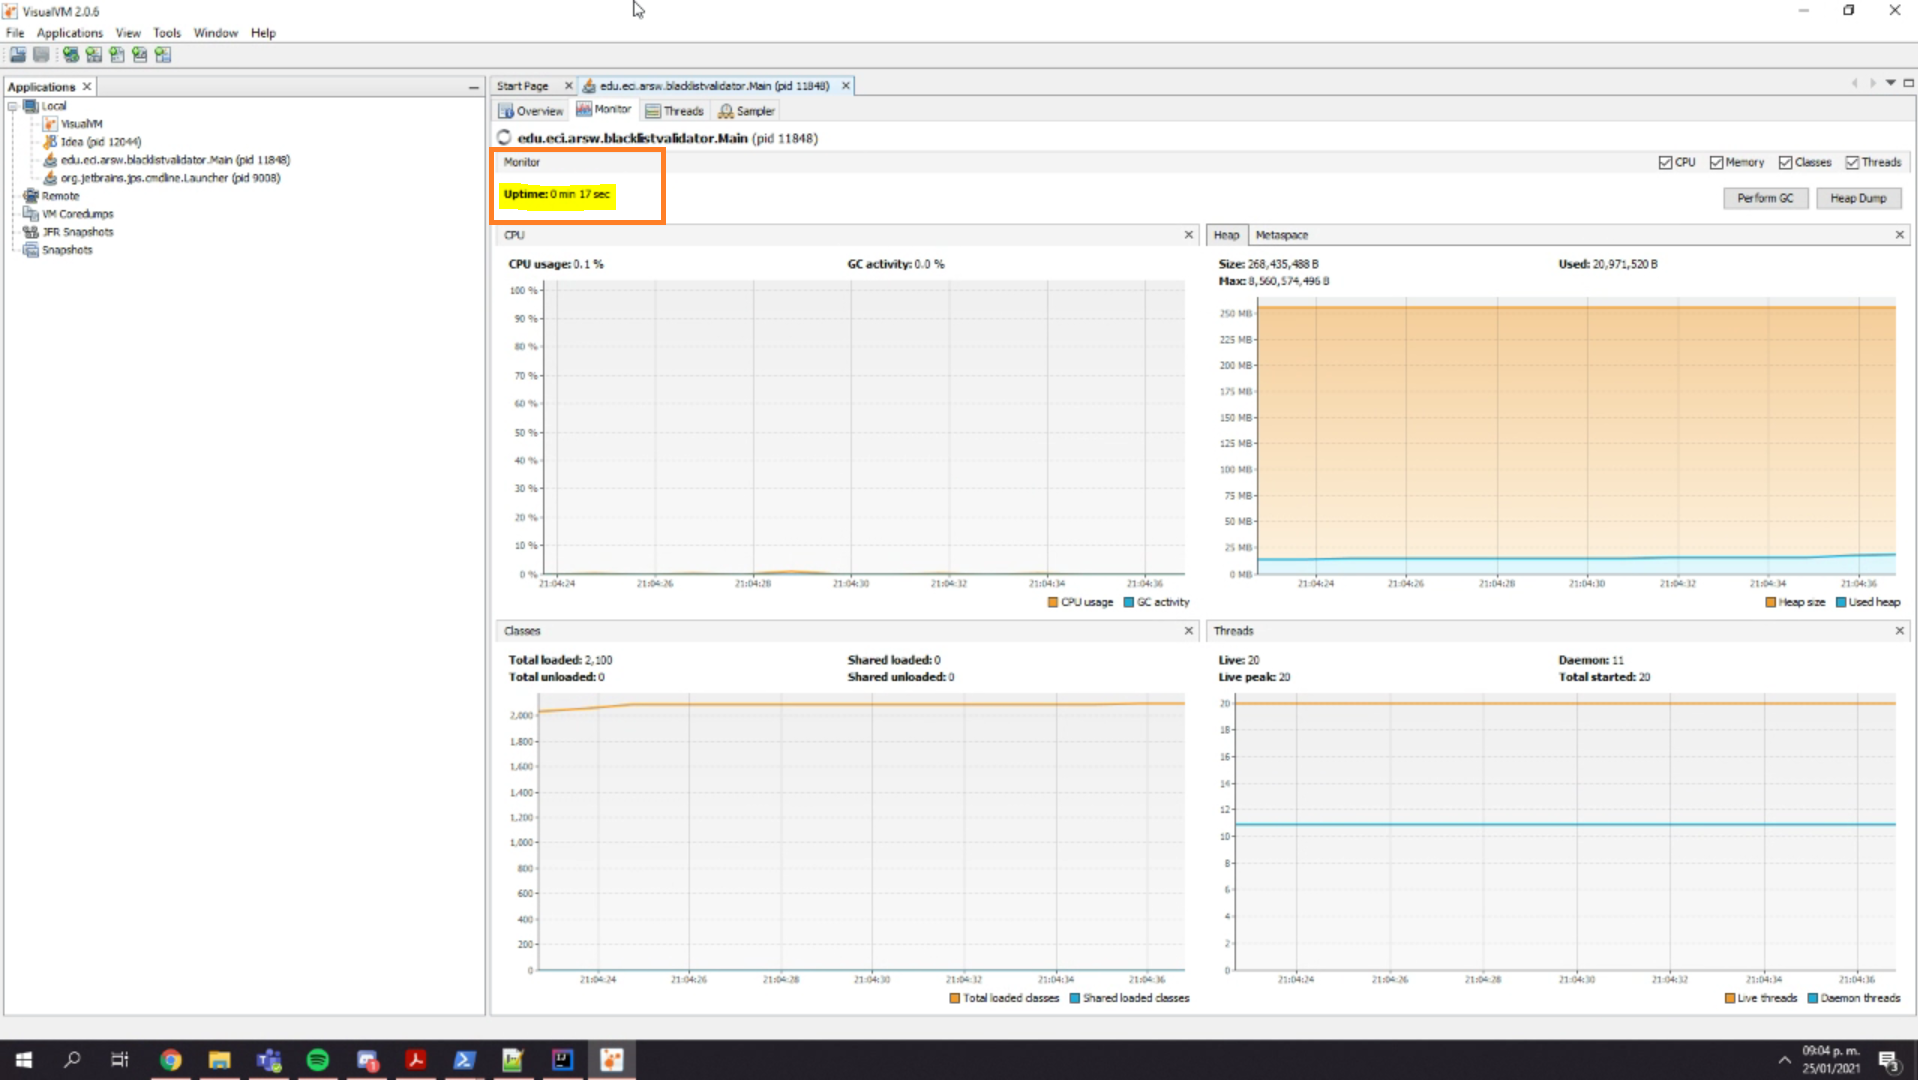 VisualVM 2.0.6
File Applications View Tools Window Help
Applications
Local
VisualVM
Idea (pid 12044)
edu.eci.arsw.blacklistvalidator.Main (pid 11848)
org.jetbrains.jps.cmdline.Launcher (pid 9008)
Remote
VM Coredumps
JFR Snapshots
Snapshots
Start Page edu.eci.arsw.blacklistvalidator.Main (pid 11848)
Overview Monitor Threads Sampler
edu.eci.arsw.blacklistvalidator.Main (pid 11848)
Monitor CPU Memory Classes Threads
Uptime: 0 min 17 sec Perform GC Heap Dump
CPU
CPU usage: 0.1 % GC activity: 0.0 %
100 %
90 %
80 %
70 %
60 %
50 %
40 %
30 %
20 %
10 %
0 %
21:04:24 21:04:26 21:04:28 21:04:30 21:04:32 21:04:34 21:04:36
CPU usage GC activity
Heap Metaspace
Size: 268,435,488 B Used: 20,971,520 B
Max: 8,560,574,496 B
250 MB
225 MB
200 MB
175 MB
150 MB
125 MB
100 MB
75 MB
50 MB
25 MB
0 MB
21:04:24 21:04:26 21:04:28 21:04:30 21:04:32 21:04:34 21:04:36
Heap size Used heap
Classes
Total loaded: 2,100 Shared loaded: 0
Total unloaded: 0 Shared unloaded: 0
2,000
1,800
1,600
1,400
1,200
1,000
800
600
400
200
0
21:04:24 21:04:26 21:04:28 21:04:30 21:04:32 21:04:34 21:04:36
Total loaded classes Shared loaded classes
Threads
Live: 20 Daemon: 11
Live peak: 20 Total started: 20
20
18
16
14
12
10
8
6
4
2
0
21:04:24 21:04:26 21:04:28 21:04:30 21:04:32 21:04:34 21:04:36
Live threads Daemon threads
09:04 p. m.
25/01/2021
3